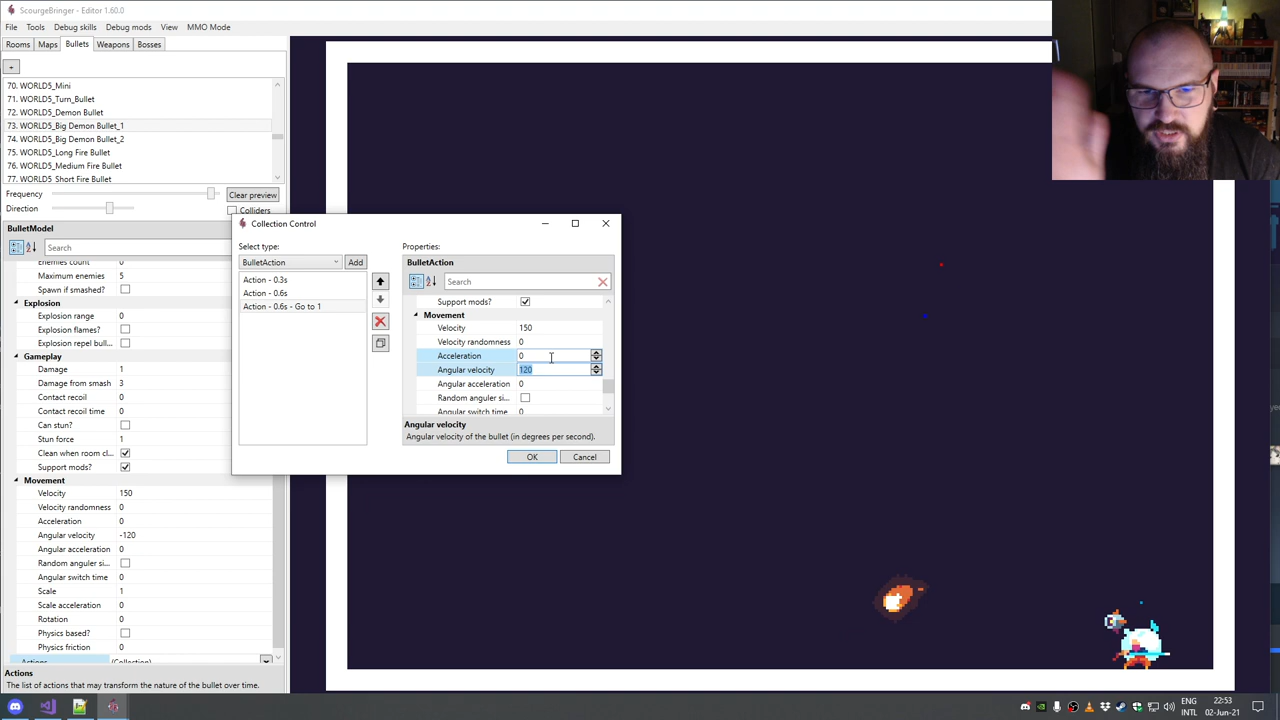 ScourgeBringer - Editor 1.60.0
File Tools Debug skills Debug mods View MMO Mode
Rooms Maps Bullets Weapons Bosses
+
70. WORLD5_Mini
71. WORLD5_Turn_Bullet
72. WORLD5_Demon Bullet
73. WORLD5_Big Demon Bullet_1
74. WORLD5_Big Demon Bullet_2
75. WORLD5_Long Fire Bullet
76. WORLD5_Medium Fire Bullet
77. WORLD5_Short Fire Bullet
Frequency Clear preview
Direction Colliders
BulletModel
Search
Enemies count 0
Maximum enemies 5
Spawn if smashed?
Explosion
Explosion range 0
Explosion flames?
Explosion repel bull...
Gameplay
Damage 1
Damage from smash 3
Contact recoil 0
Contact recoil time 0
Can stun?
Stun force 1
Clean when room cl...
Support mods?
Movement
Velocity 150
Velocity randomness 0
Acceleration 0
Angular velocity -120
Angular acceleration 0
Random anguler si...
Angular switch time 0
Scale 1
Scale acceleration 0
Rotation 0
Physics based?
Physics friction 0
Actions (Collection)
Actions
The list of actions that may transform the nature of the bullet over time.
Collection Control
Select type:
BulletAction Add
Action - 0.3s
Action - 0.6s
Action - 0.6s - Go to 1
Properties:
BulletAction
Search
Support mods?
Movement
Velocity 150
Velocity randomness 0
Acceleration 0
Angular velocity 120
Angular acceleration 0
Random anguler si...
Angular switch time 0
Angular velocity
Angular velocity of the bullet (in degrees per second).
OK Cancel
ENG 22:53
INTL 02-Jun-21